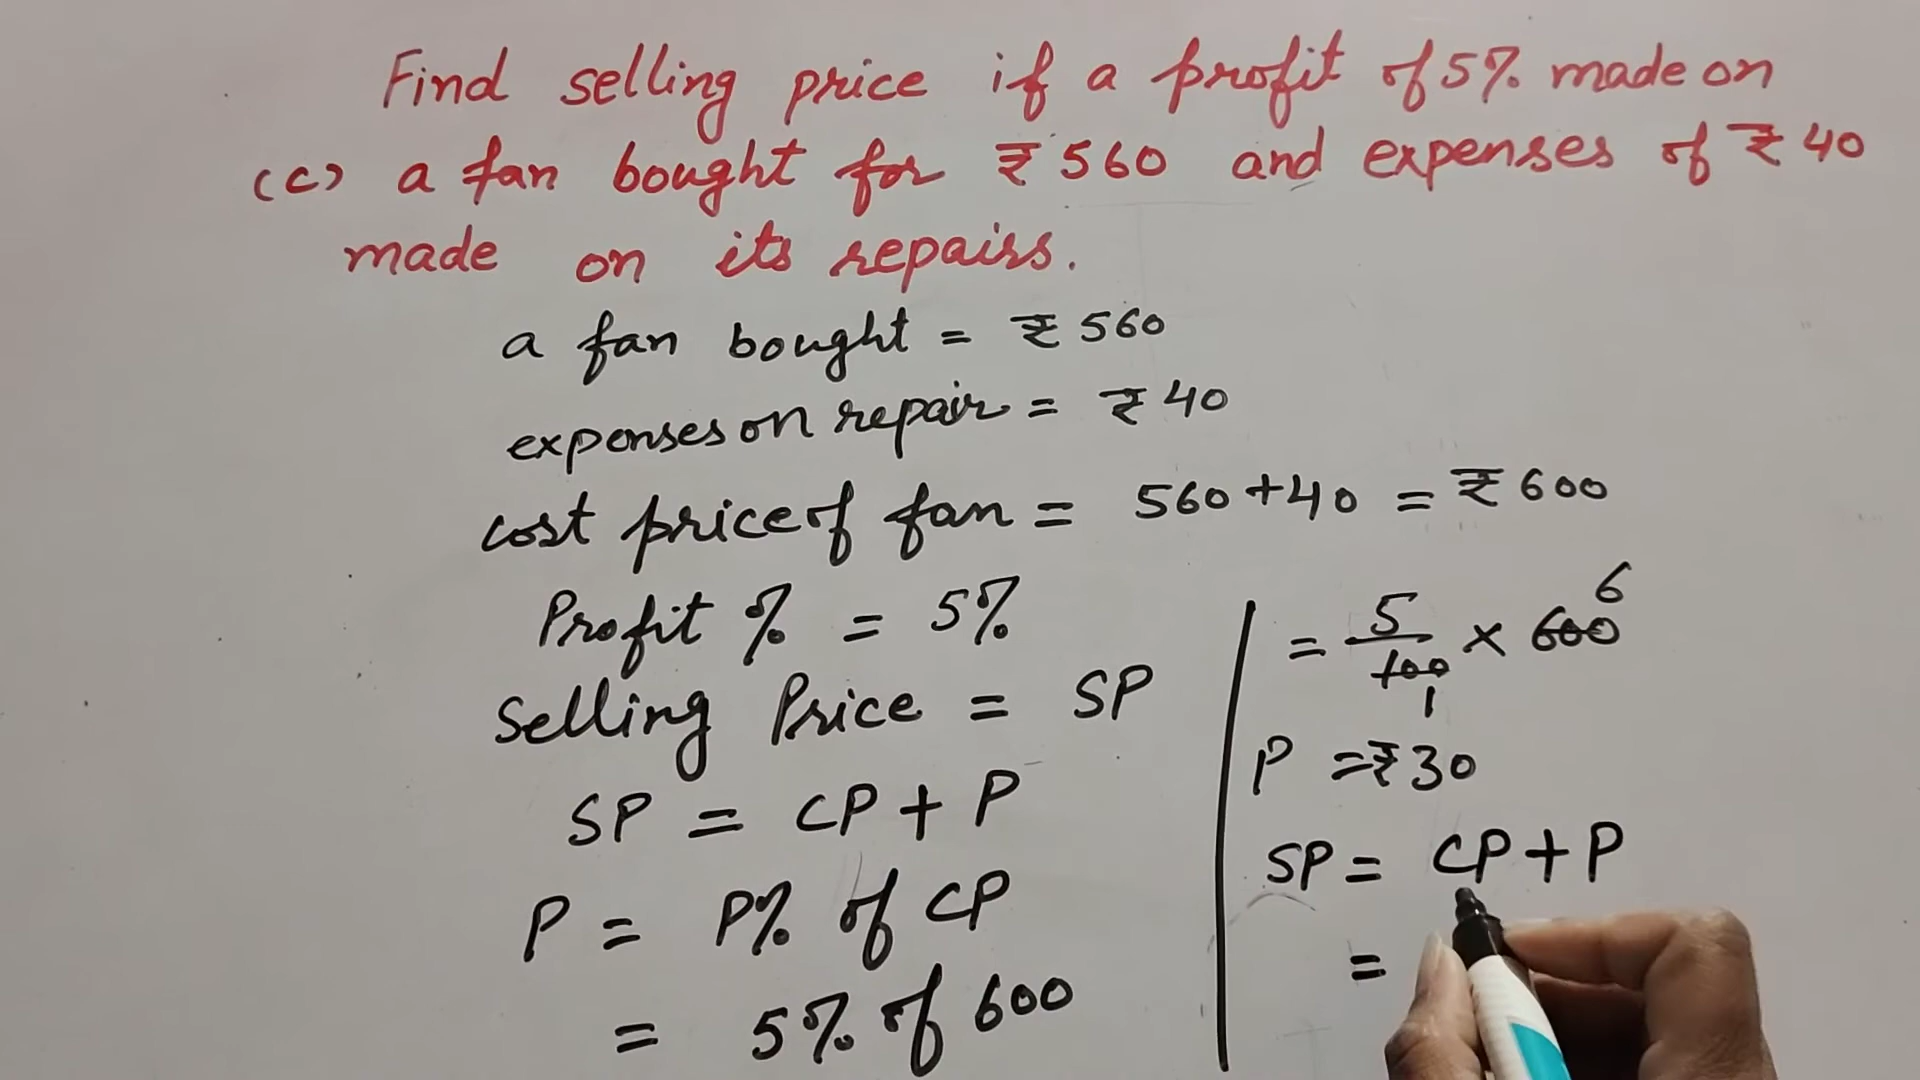 Find selling price if a profit of 5% made on
(c) a fan bought for ₹560 and expenses of ₹40
made on its repairs.
a fan bought = ₹560
expenses on repair = ₹40
cost price of fan = 560+40 = ₹600
Profit % = 5%
Selling Price = SP
SP = CP + P
P = P% of CP
= 5% of 600
= 5/100 × 600 6
1
P = ₹30
SP = CP + P
=